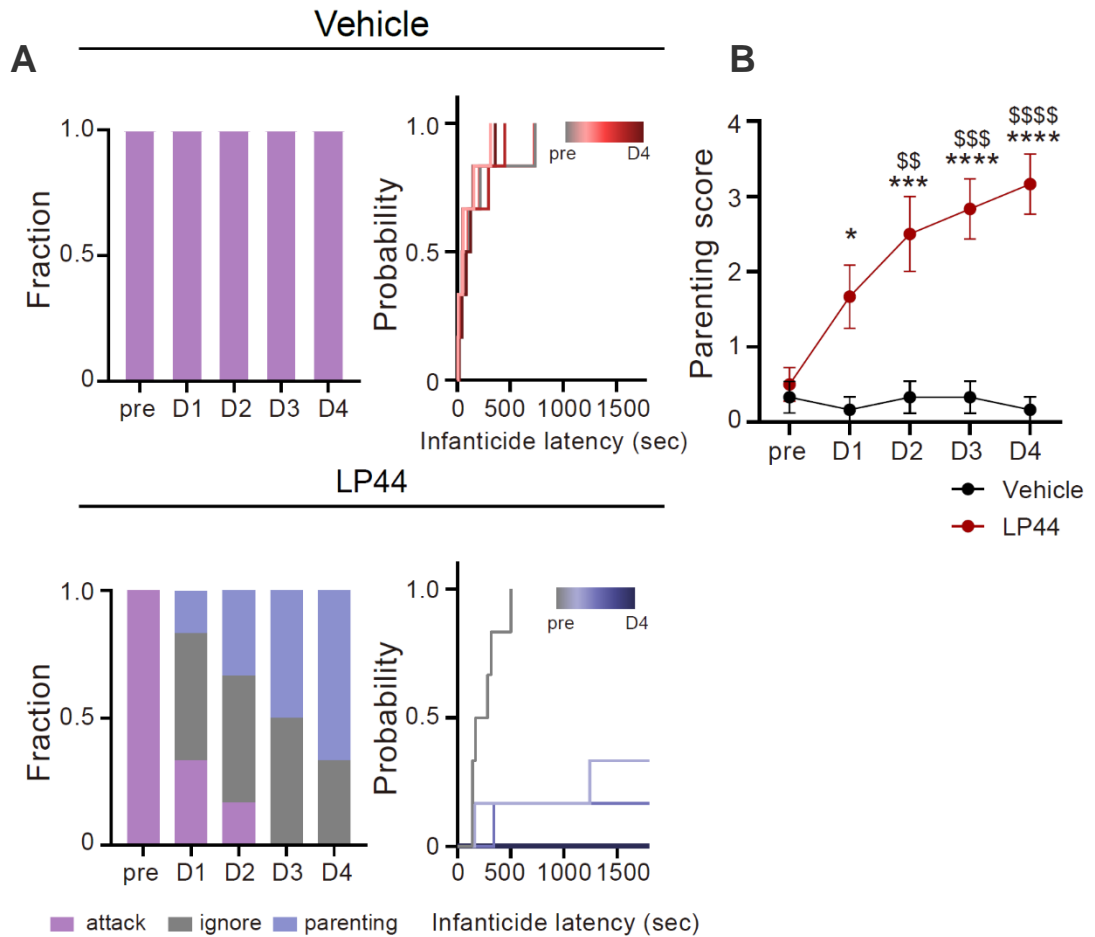 Vehicle
A
B
1.0
0.5
0
Fraction
pre D1 D2 D3 D4
1.0
0.5
0
Probability
pre D4
0 500 1000 1500
Infanticide latency (sec)
4
3
2
1
0
Parenting score
*
$$
***
$$$
****
$$$$
****
pre D1 D2 D3 D4
Vehicle
LP44
LP44
1.0
0.5
0
Fraction
pre D1 D2 D3 D4
attack ignore parenting
1.0
0.5
0
Probability
pre D4
0 500 1000 1500
Infanticide latency (sec)